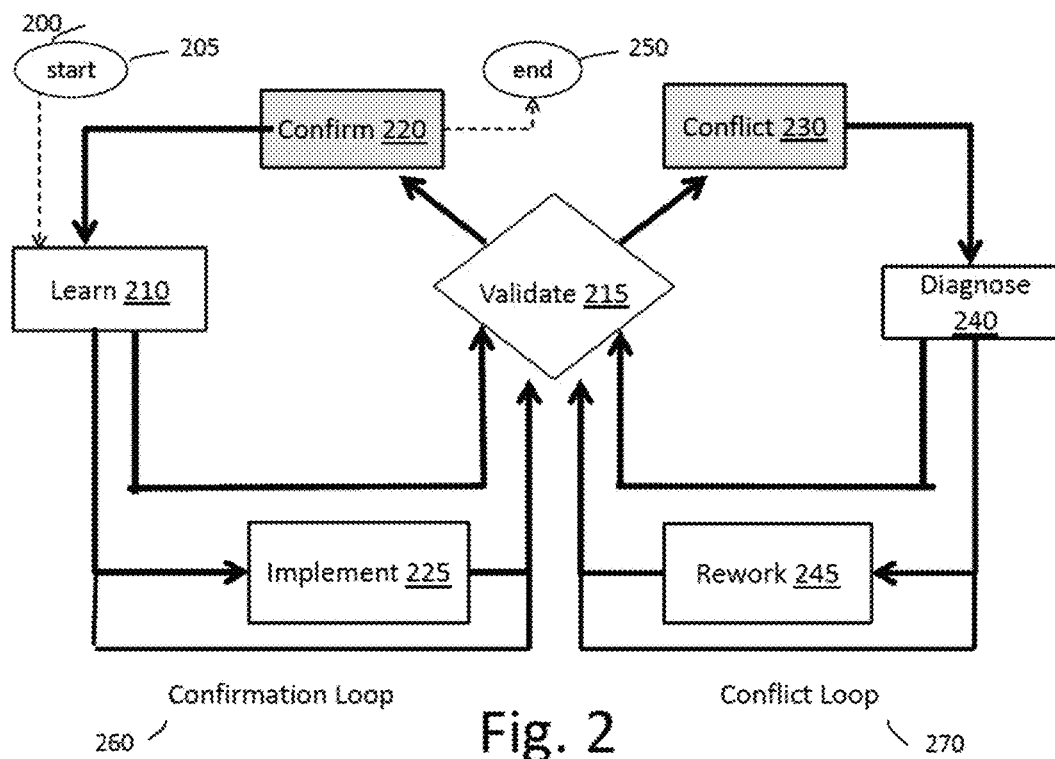 200
205
start
end
250
Confirm 220
Conflict 230
Learn 210
Validate 215
Diagnose
240
Implement 225
Rework 245
Confirmation Loop
Conflict Loop
260
Fig. 2
270